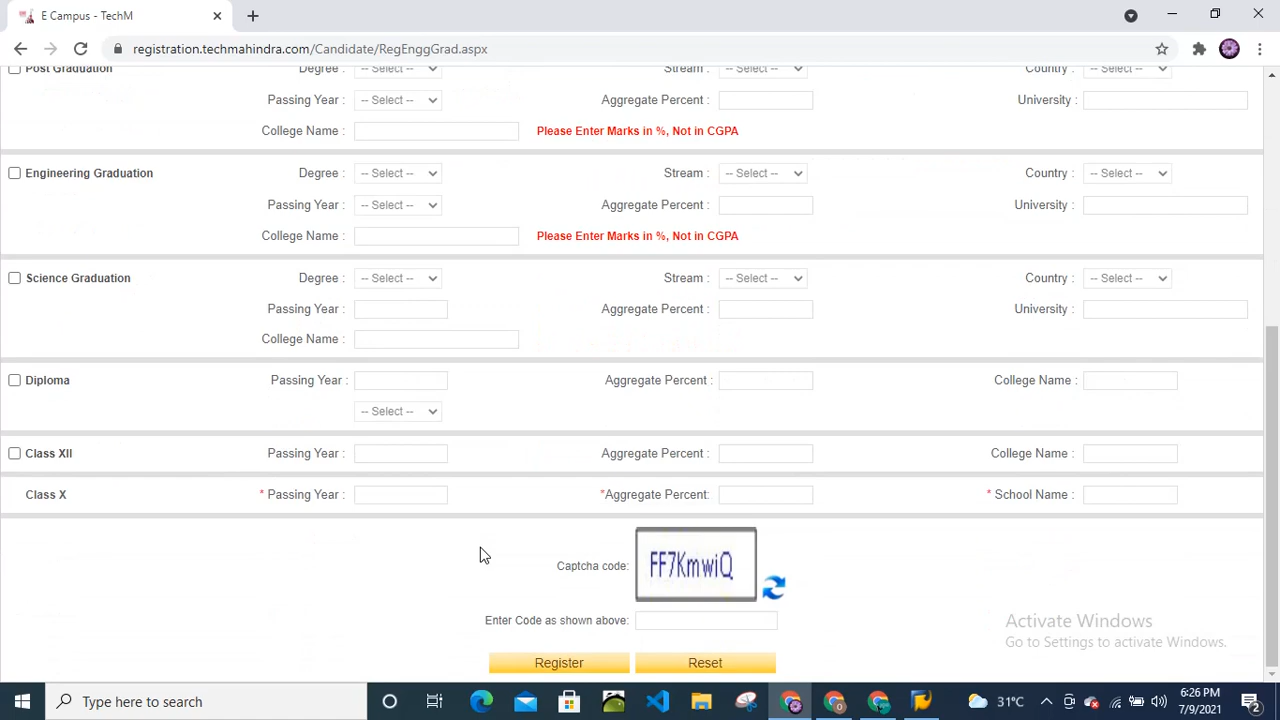 E Campus - TechM
registration.techmahindra.com/Candidate/RegEnggGrad.aspx
Post Graduation Degree : -- Select -- Stream : -- Select -- Country : -- Select --
Passing Year : -- Select -- Aggregate Percent : University :
College Name : Please Enter Marks in %, Not in CGPA
Engineering Graduation Degree : -- Select -- Stream : -- Select -- Country : -- Select --
Passing Year : -- Select -- Aggregate Percent : University :
College Name : Please Enter Marks in %, Not in CGPA
Science Graduation Degree : -- Select -- Stream : -- Select -- Country : -- Select --
Passing Year : Aggregate Percent : University :
College Name :
Diploma Passing Year : Aggregate Percent : College Name :
-- Select --
Class XII Passing Year : Aggregate Percent : College Name :
Class X * Passing Year : *Aggregate Percent: * School Name :
Captcha code: FF7KmwiQ
Enter Code as shown above:
Register Reset
Activate Windows
Go to Settings to activate Windows.
Type here to search 31°C 6:26 PM
7/9/2021 2